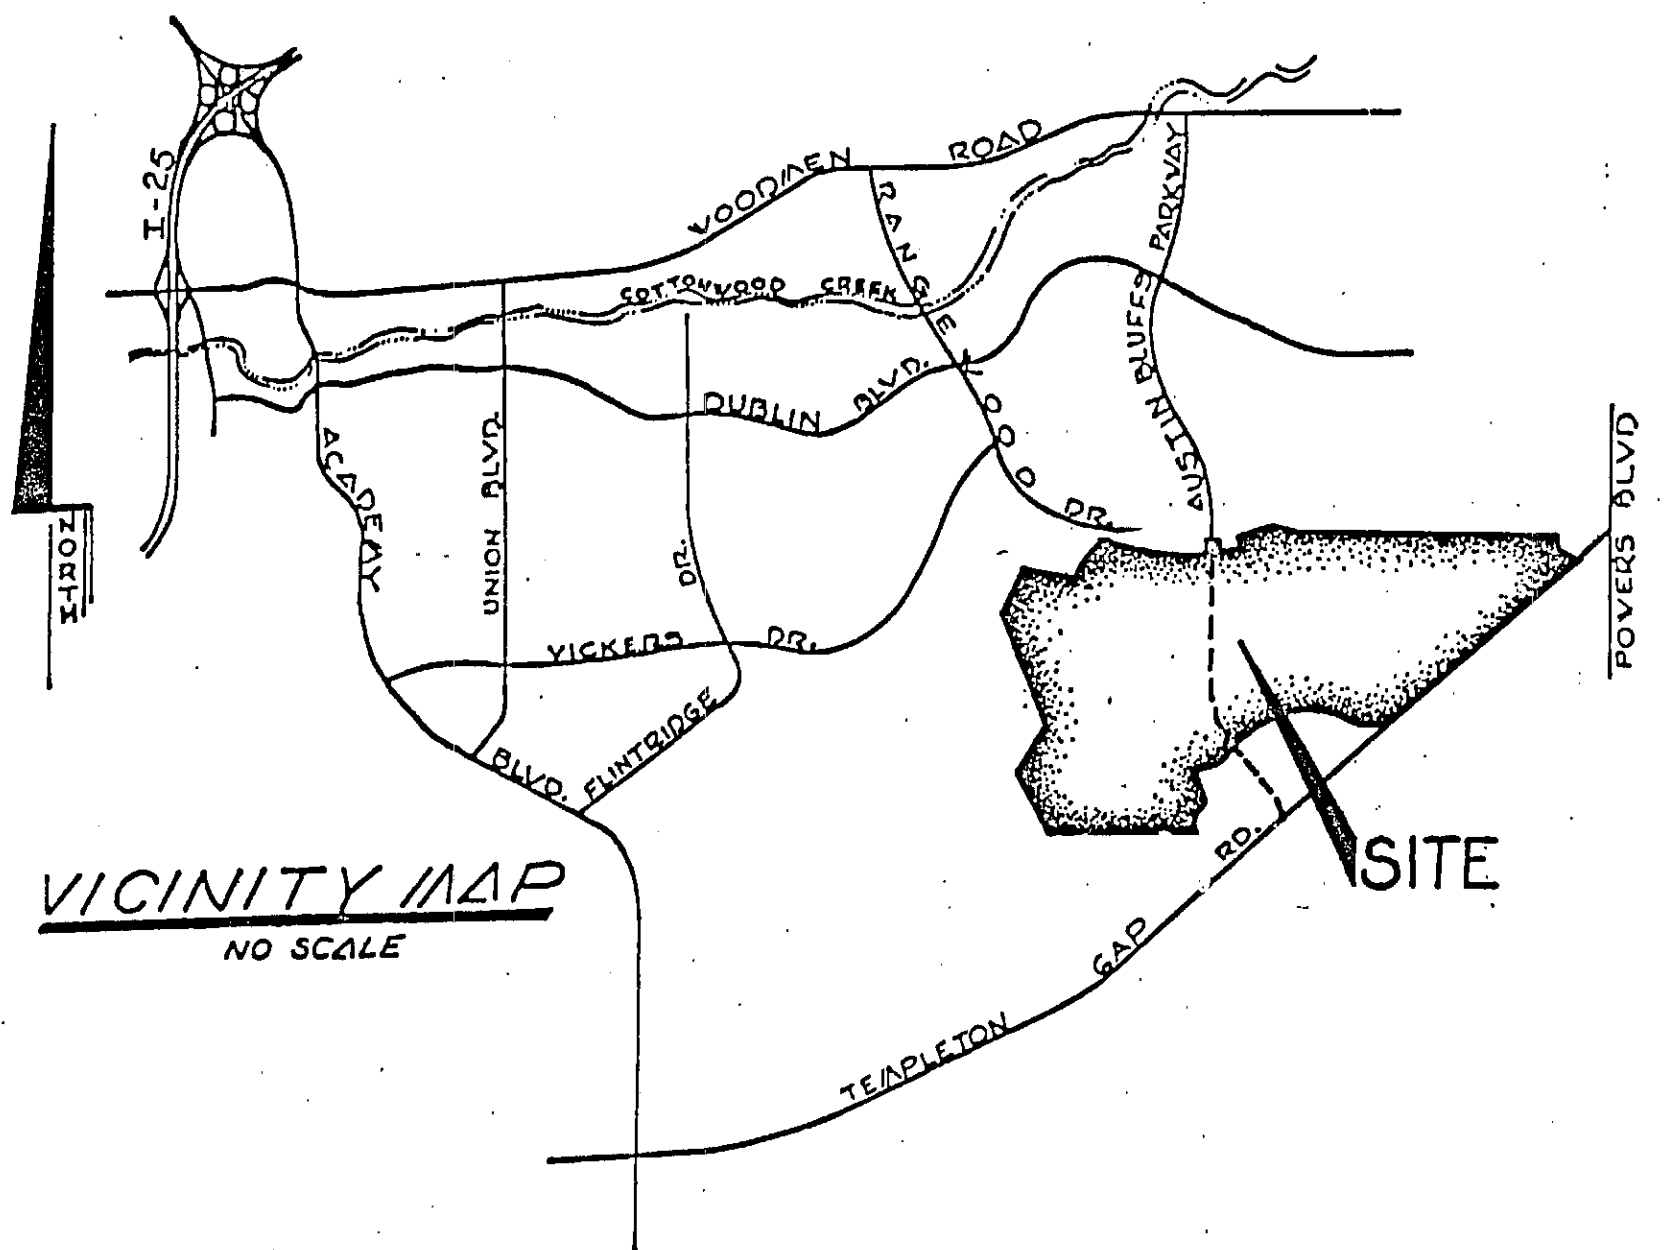 I-25
WOODMEN ROAD
AUSTIN BLUFFS PARKWAY
RANGEWOOD DR.
COTTONWOOD CREEK
DUBLIN BLVD.
ACADEMY BLVD.
UNION BLVD.
FLINTRIDGE DR.
VICKERS DR.
POWERS BLVD
NORTH
SITE
VICINITY MAP
NO SCALE
TEMPLETON GAP RD.